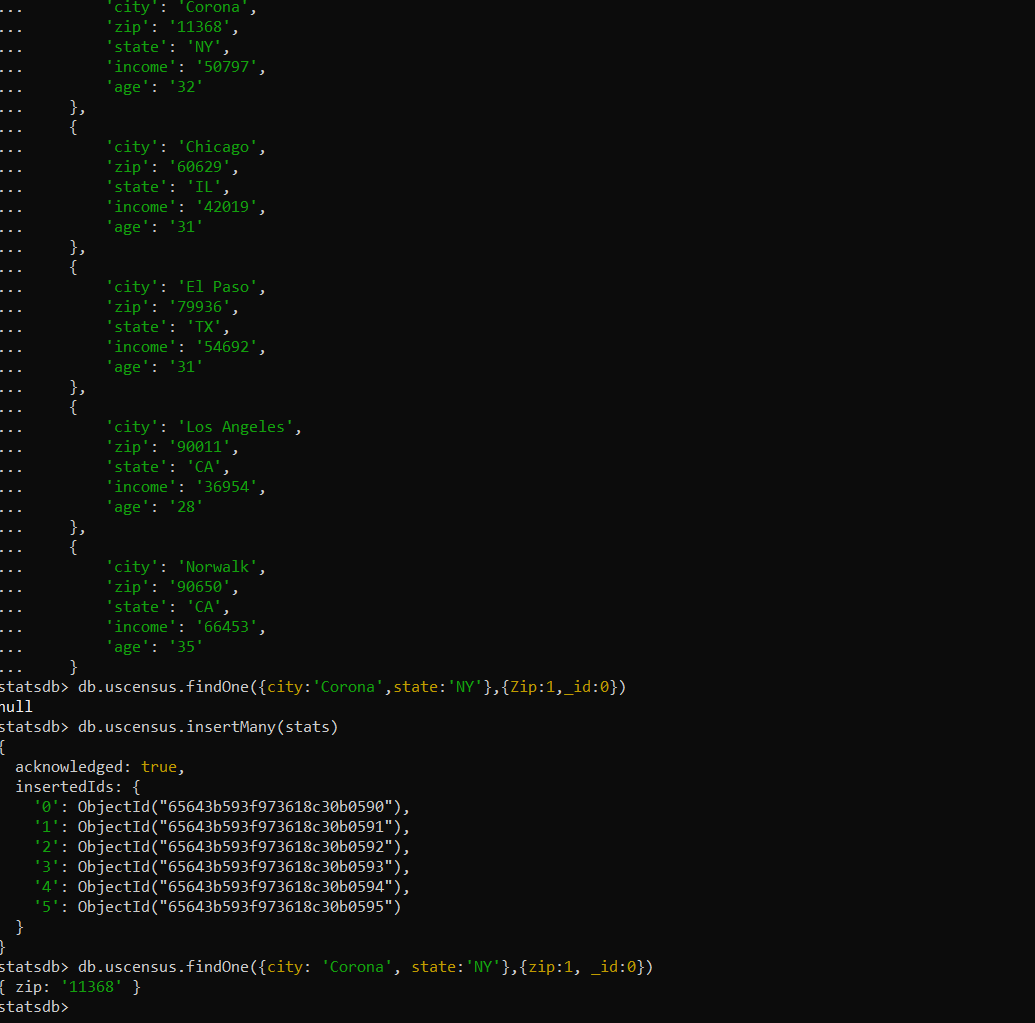 ...         'city': 'Corona',
...         'zip': '11368',
...         'state': 'NY',
...         'income': '50797',
...         'age': '32'
...     },
...     {
...         'city': 'Chicago',
...         'zip': '60629',
...         'state': 'IL',
...         'income': '42019',
...         'age': '31'
...     },
...     {
...         'city': 'El Paso',
...         'zip': '79936',
...         'state': 'TX',
...         'income': '54692',
...         'age': '31'
...     },
...     {
...         'city': 'Los Angeles',
...         'zip': '90011',
...         'state': 'CA',
...         'income': '36954',
...         'age': '28'
...     },
...     {
...         'city': 'Norwalk',
...         'zip': '90650',
...         'state': 'CA',
...         'income': '66453',
...         'age': '35'
...     }
statsdb> db.uscensus.findOne({city:'Corona',state:'NY'},{Zip:1,_id:0})
null
statsdb> db.uscensus.insertMany(stats)
{
  acknowledged: true,
  insertedIds: {
    '0': ObjectId("65643b593f973618c30b0590"),
    '1': ObjectId("65643b593f973618c30b0591"),
    '2': ObjectId("65643b593f973618c30b0592"),
    '3': ObjectId("65643b593f973618c30b0593"),
    '4': ObjectId("65643b593f973618c30b0594"),
    '5': ObjectId("65643b593f973618c30b0595")
  }
}
statsdb> db.uscensus.findOne({city: 'Corona', state:'NY'},{zip:1, _id:0})
{ zip: '11368' }
statsdb>